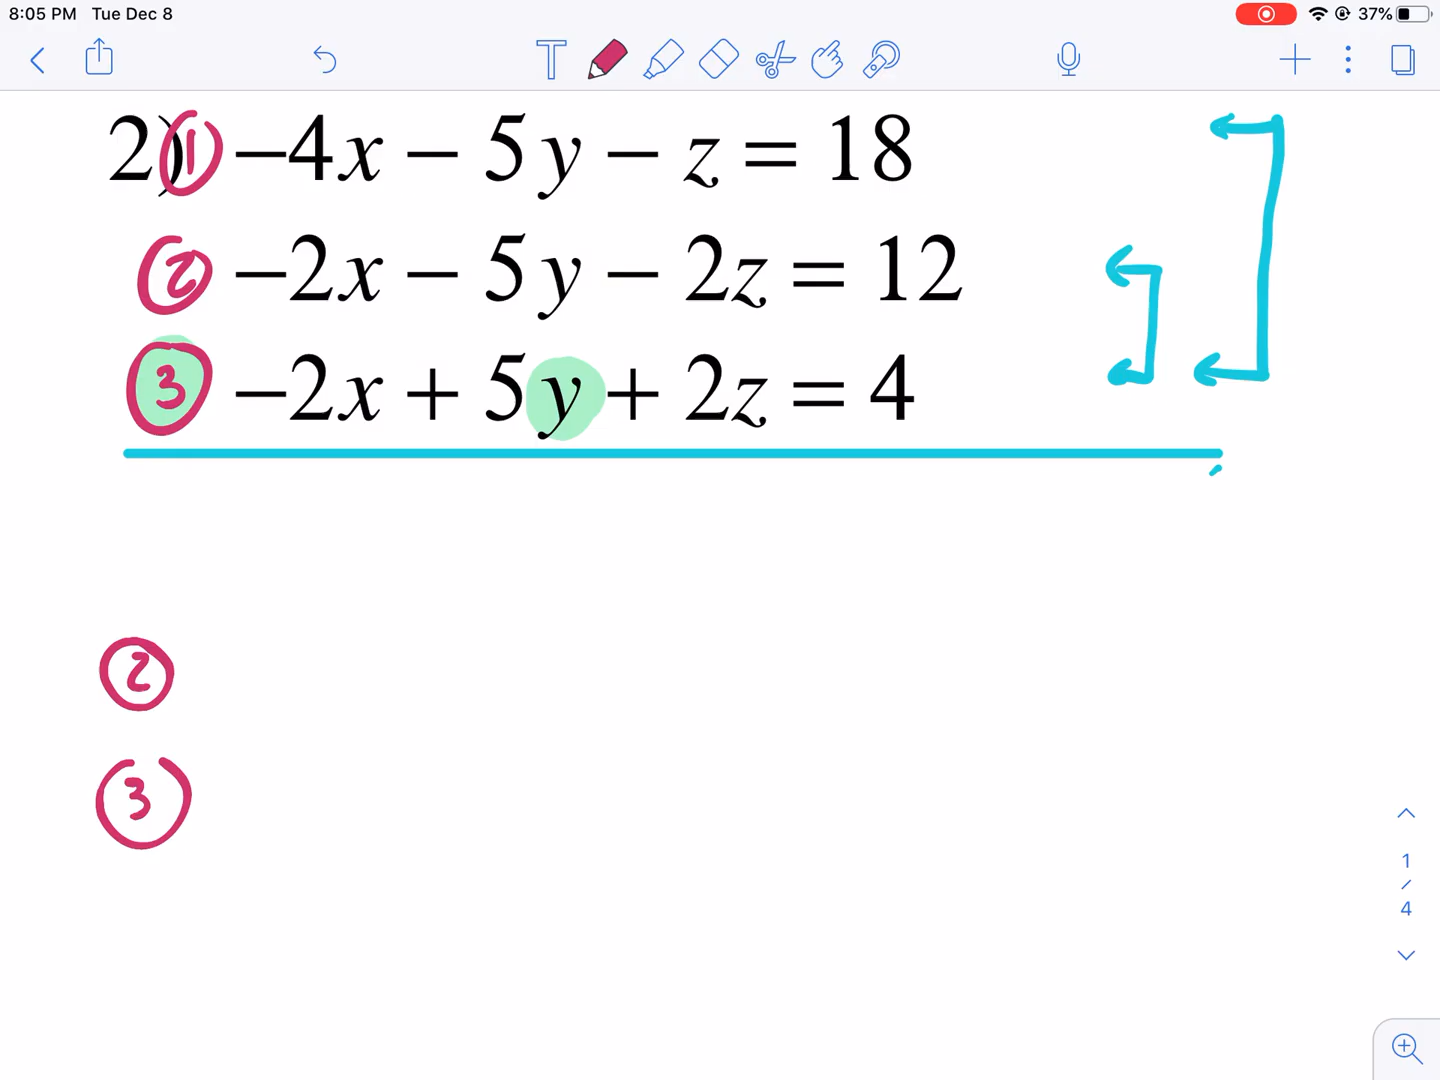 8:05 PM Tue Dec 8 37%
2) ① −4x − 5y − z = 18
② −2x − 5y − 2z = 12
③ −2x + 5y + 2z = 4
②
③
1
/
4